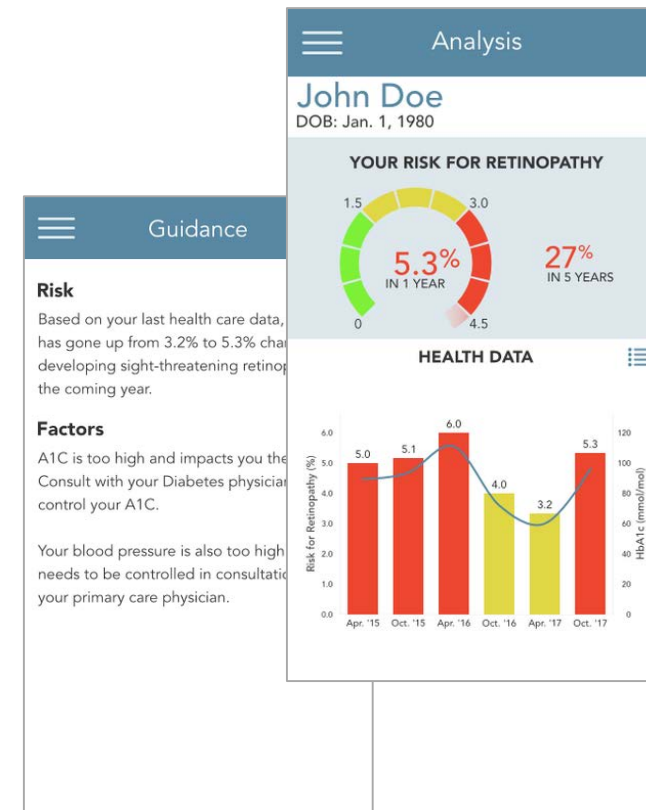 Analysis
John Doe
DOB: Jan. 1, 1980
YOUR RISK FOR RETINOPATHY
1.5
3.0
5.3%
IN 1 YEAR
27%
IN 5 YEARS
0
4.5
HEALTH DATA
Risk for Retinopathy (%)
6.0
5.0
4.0
3.0
2.0
1.0
0.0
5.0
5.1
6.0
4.0
3.2
5.3
120
100
80
60
40
20
0
HbA1c (mmol/mol)
Apr. '15 Oct. '15 Apr. '16 Oct. '16 Apr. '17 Oct. '17
Guidance
Risk
Based on your last health care data,
has gone up from 3.2% to 5.3%
developing sight-threatening
the coming year.
Factors
A1C is too high and impacts you
Consult with your Diabetes
control your A1C.
Your blood pressure is also too high
needs to be controlled in
your primary care physician.